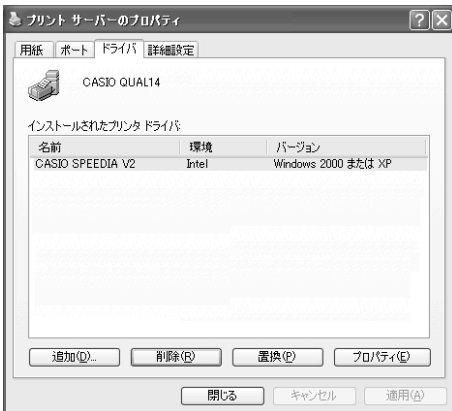 プリント サーバーのプロパティ
用紙 ポート ドライバ 詳細設定
CASIO QUAL14
インストールされたプリンタ ドライバ:
名前 環境 バージョン
CASIO SPEEDIA V2 Intel Windows 2000 または XP
追加(D)... 削除(R) 置換(P) プロパティ(E)
閉じる キャンセル 適用(A)